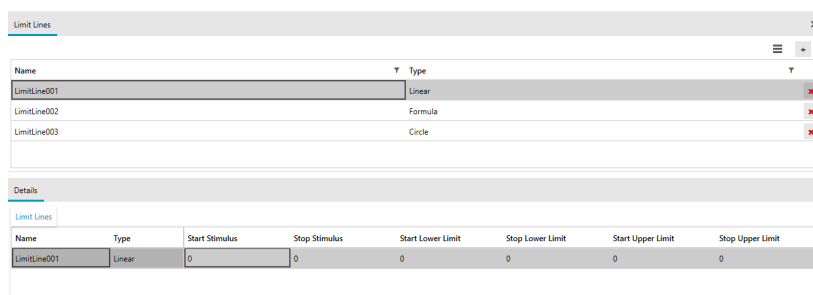 Limit Lines
Name Type
LimitLine001 Linear
LimitLine002 Formula
LimitLine003 Circle
Details
Limit Lines
Name Type Start Stimulus Stop Stimulus Start Lower Limit Stop Lower Limit Start Upper Limit Stop Upper Limit
LimitLine001 Linear 0 0 0 0 0 0